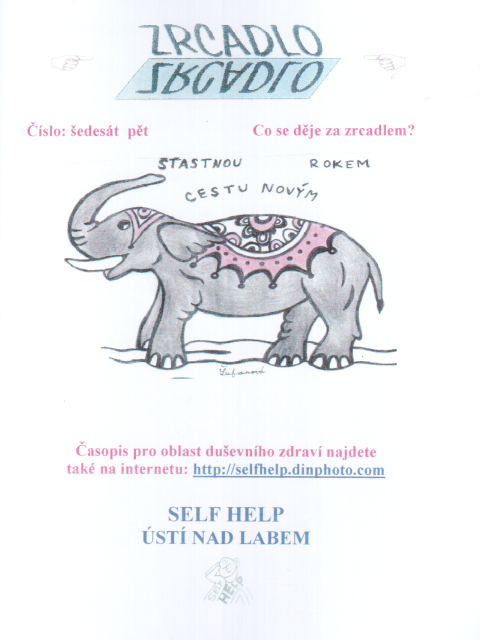 ZRCADLO
ZRCADLO
Číslo: šedesát pět
Co se děje za zrcadlem?
ŠTASTNOU ROKEM
CESTU NOVÝM
Časopis pro oblast duševního zdraví najdete
také na internetu: http://selfhelp.dinphoto.com
SELF HELP
ÚSTÍ NAD LABEM
SELF
HELP